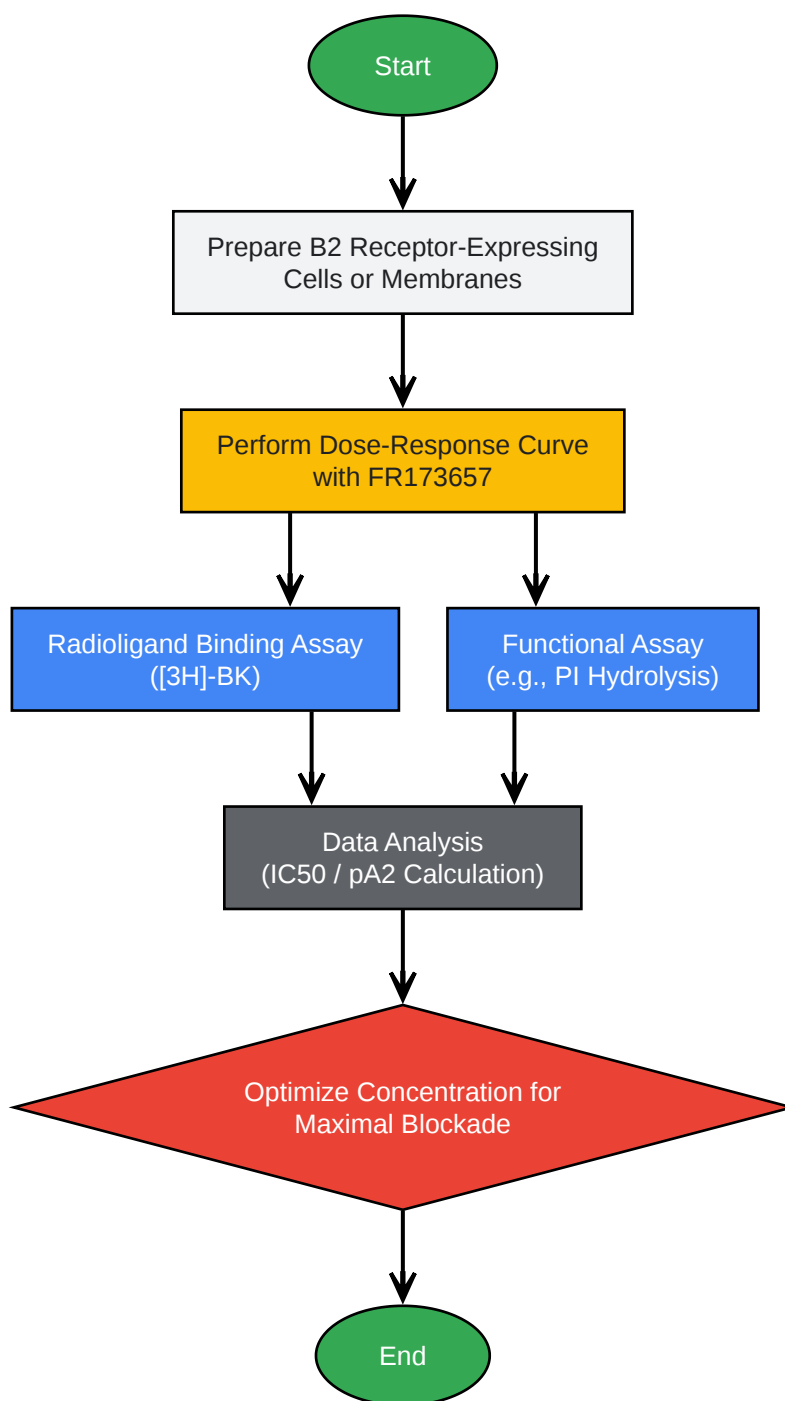 Start
Prepare B2 Receptor-Expressing
Cells or Membranes
Perform Dose-Response Curve
with FR173657
Radioligand Binding Assay
([3H]-BK)
Functional Assay
(e.g., PI Hydrolysis)
Data Analysis
(IC50 / pA2 Calculation)
Optimize Concentration for
Maximal Blockade
End